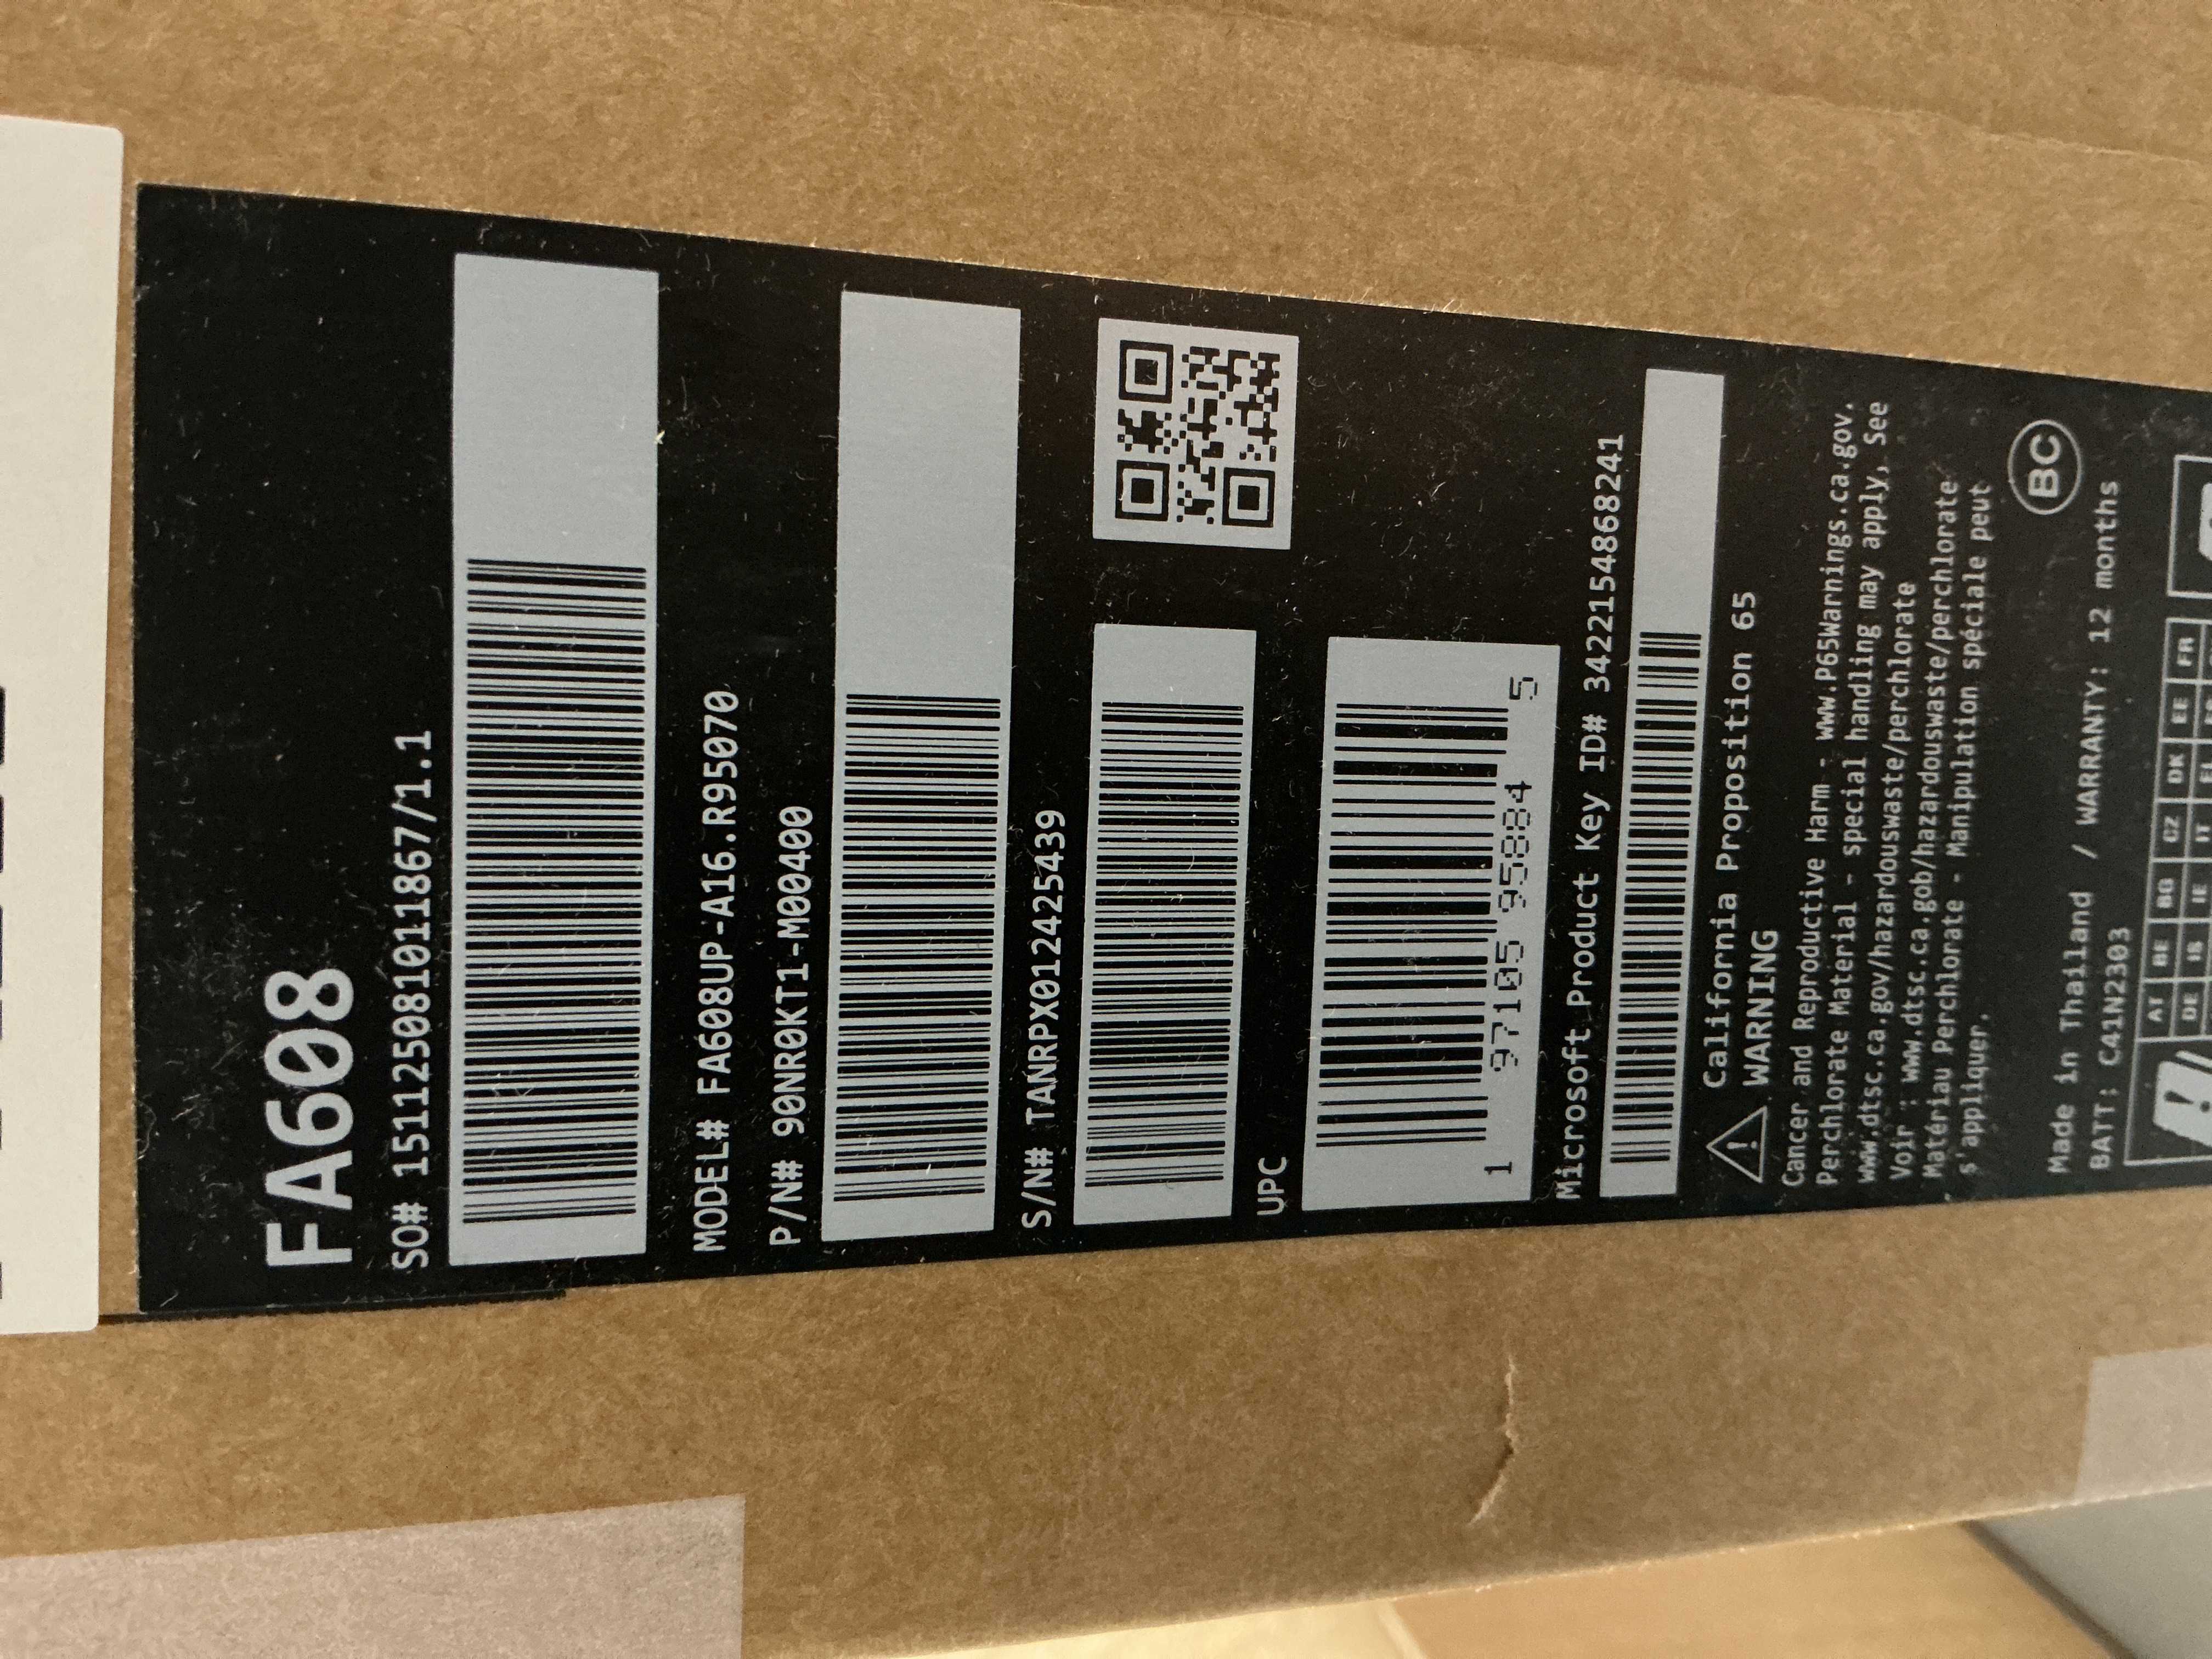 FA608
SO# 151125081011867/1.1
MODEL# FA608UP-A16.R95070
P/N# 90NR0KT1-M00400
S/N# TANRPX012425439
UPC
1 97105 95884 5
Microsoft Product Key ID# 3422154868241
California Proposition 65
WARNING
Cancer and Reproductive Harm - www.P65Warnings.ca.gov.
Perchlorate Material - special handling may apply, See
www.dtsc.ca.gov/hazardouswaste/perchlorate
Voir : www.dtsc.ca.gob/hazardouswaste/perchlorate
Matériau Perchlorate - Manipulation spéciale peut
s'appliquer.
BC
Made in Thailand / WARRANTY: 12 months
BATT: C41N2303
AT BE BG CZ DK EE FR
DE IS IE